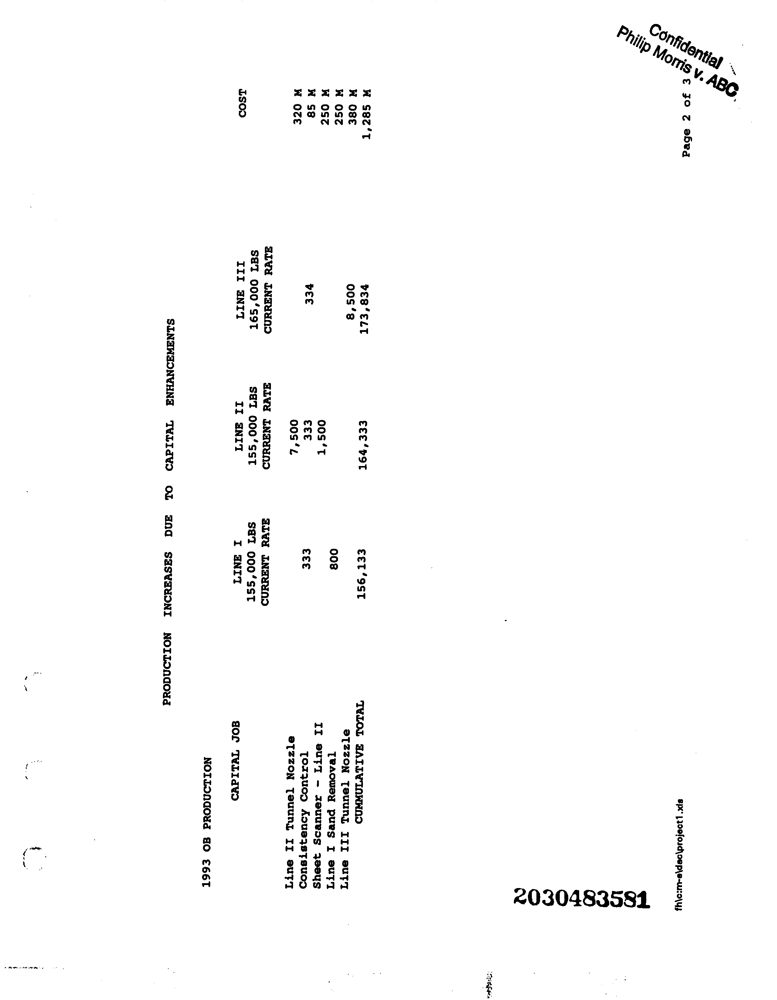 Confidential
Philip Morris v. ABC
PRODUCTION INCREASES DUE TO CAPITAL ENHANCEMENTS
1993 OB PRODUCTION
CAPITAL JOB LINE I LINE II LINE III COST
155,000 LBS 155,000 LBS 165,000 LBS
CURRENT RATE CURRENT RATE CURRENT RATE
Line II Tunnel Nozzle 7,500 320 M
Consistency Control 333 333 334 85 M
Sheet Scanner - Line II 1,500 250 M
Line I Sand Removal 800 250 M
Line III Tunnel Nozzle 8,500 380 M
CUMMULATIVE TOTAL 156,133 164,333 173,834 1,285 M
2030483581
fh\c:m-e\dec\project1.xls
Page 2 of 3